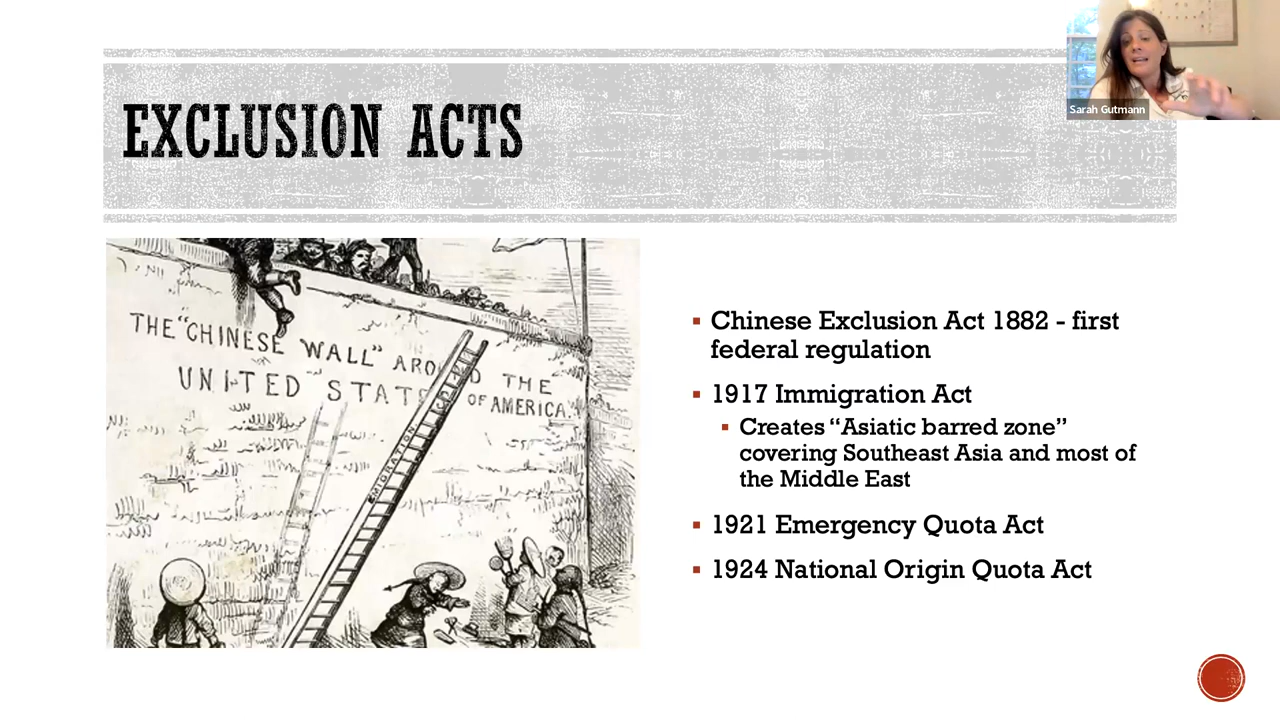 EXCLUSION ACTS
Sarah Gutmann
THE "CHINESE WALL" AROUND THE
UNITED STATES OF AMERICA.
EMIGRATION
Chinese Exclusion Act 1882 - first
federal regulation
1917 Immigration Act
Creates “Asiatic barred zone”
covering Southeast Asia and most of
the Middle East
1921 Emergency Quota Act
1924 National Origin Quota Act